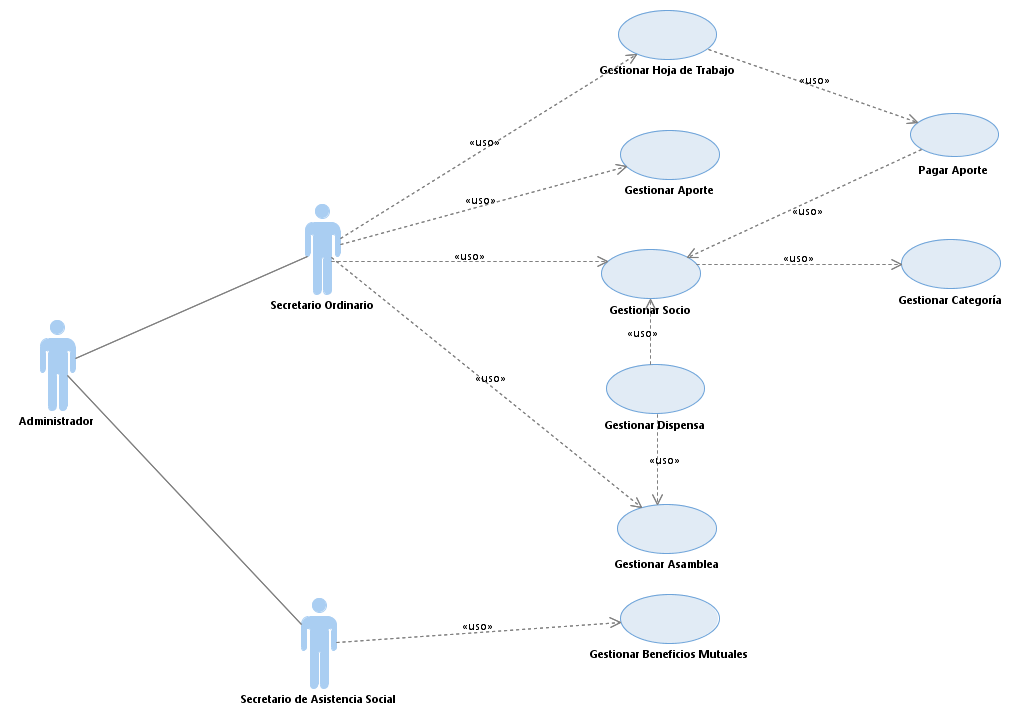 Gestionar Hoja de Trabajo
«uso»
«uso»
Pagar Aporte
Gestionar Aporte
«uso»
«uso»
«uso»
«uso»
Gestionar Categoría
Secretario Ordinario
Gestionar Socio
«uso»
«uso»
Administrador
Gestionar Dispensa
«uso»
Gestionar Asamblea
«uso»
Gestionar Beneficios Mutuales
Secretario de Asistencia Social